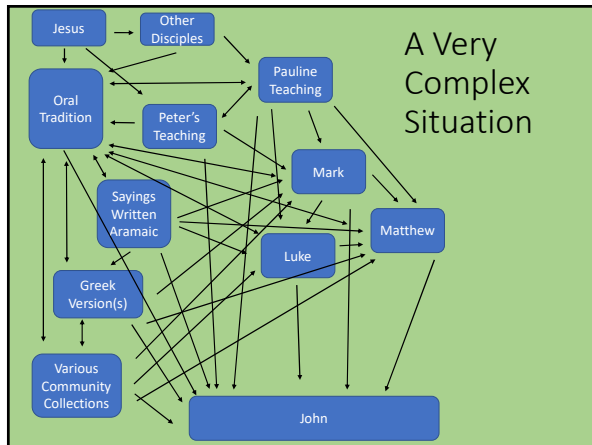 Jesus
Other
Disciples
A Very
Complex
Situation
Pauline
Teaching
Oral
Tradition
Peter's
Teaching
Mark
Sayings
Written
Aramaic
Matthew
Luke
Greek
Version(s)
Various
Community
Collections
John